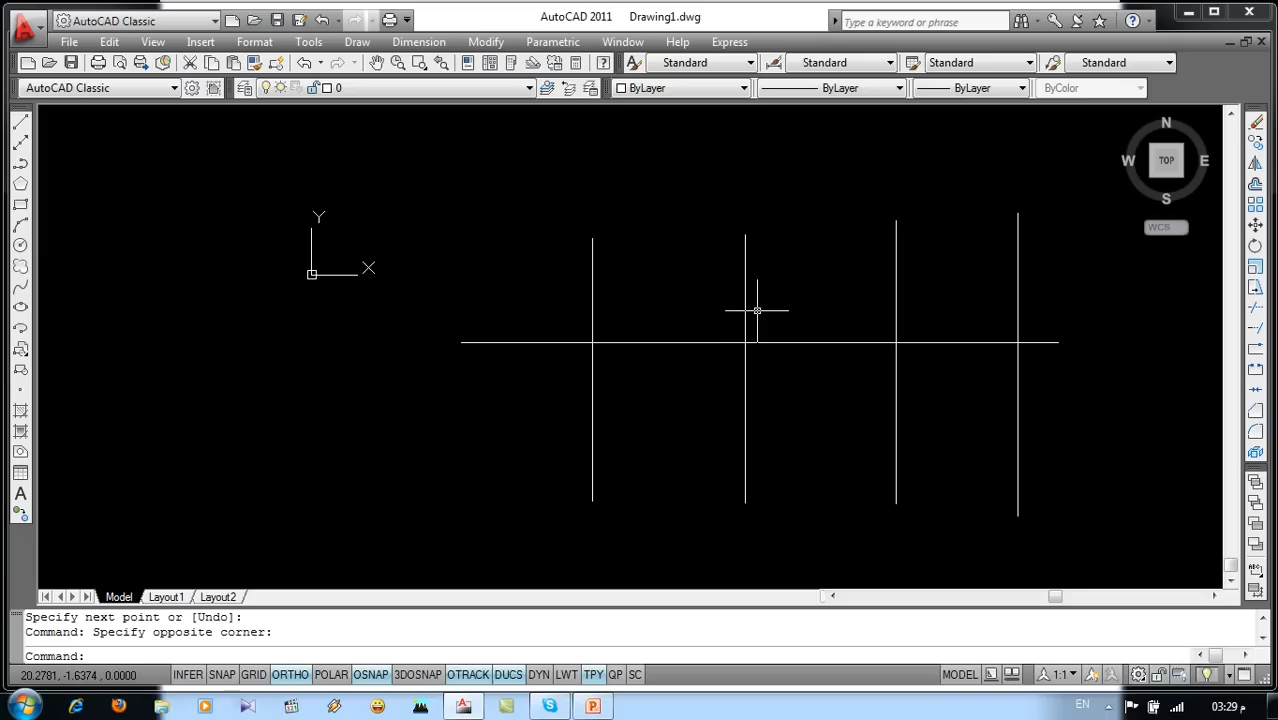 AutoCAD Classic
AutoCAD 2011 Drawing1.dwg
Type a keyword or phrase
File Edit View Insert Format Tools Draw Dimension Modify Parametric Window Help Express
Standard Standard Standard Standard
AutoCAD Classic 0 ByLayer ByLayer ByLayer ByColor
N
W TOP E
S
WCS
Y
X
Model Layout1 Layout2
Specify next point or [Undo]:
Command: Specify opposite corner:
Command:
20.2781, -1.6374, 0.0000 INFER SNAP GRID ORTHO POLAR OSNAP 3DOSNAP OTRACK DUCS DYN LWT TPY QP SC MODEL 1:1
EN 03:29 م